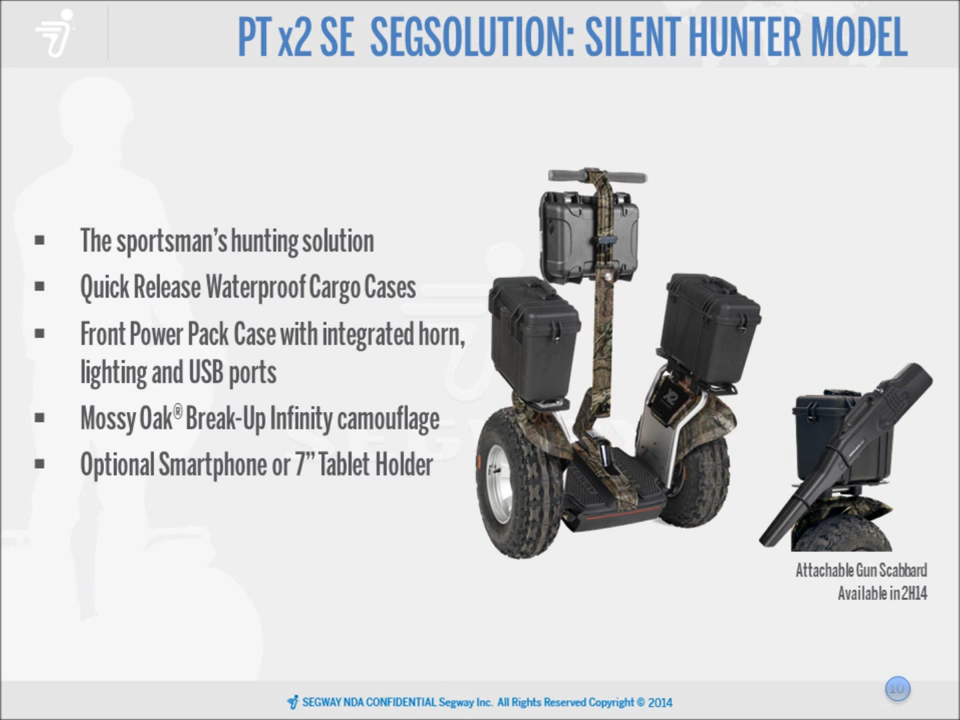 PT x2 SE SEGSOLUTION: SILENT HUNTER MODEL
▪ The sportsman's hunting solution
▪ Quick Release Waterproof Cargo Cases
▪ Front Power Pack Case with integrated horn,
lighting and USB ports
▪ Mossy Oak® Break-Up Infinity camouflage
▪ Optional Smartphone or 7” Tablet Holder
x2
Attachable Gun Scabbard
Available in 2H14
SEGWAY
SEGWAY NDA CONFIDENTIAL Segway Inc. All Rights Reserved Copyright © 2014
10